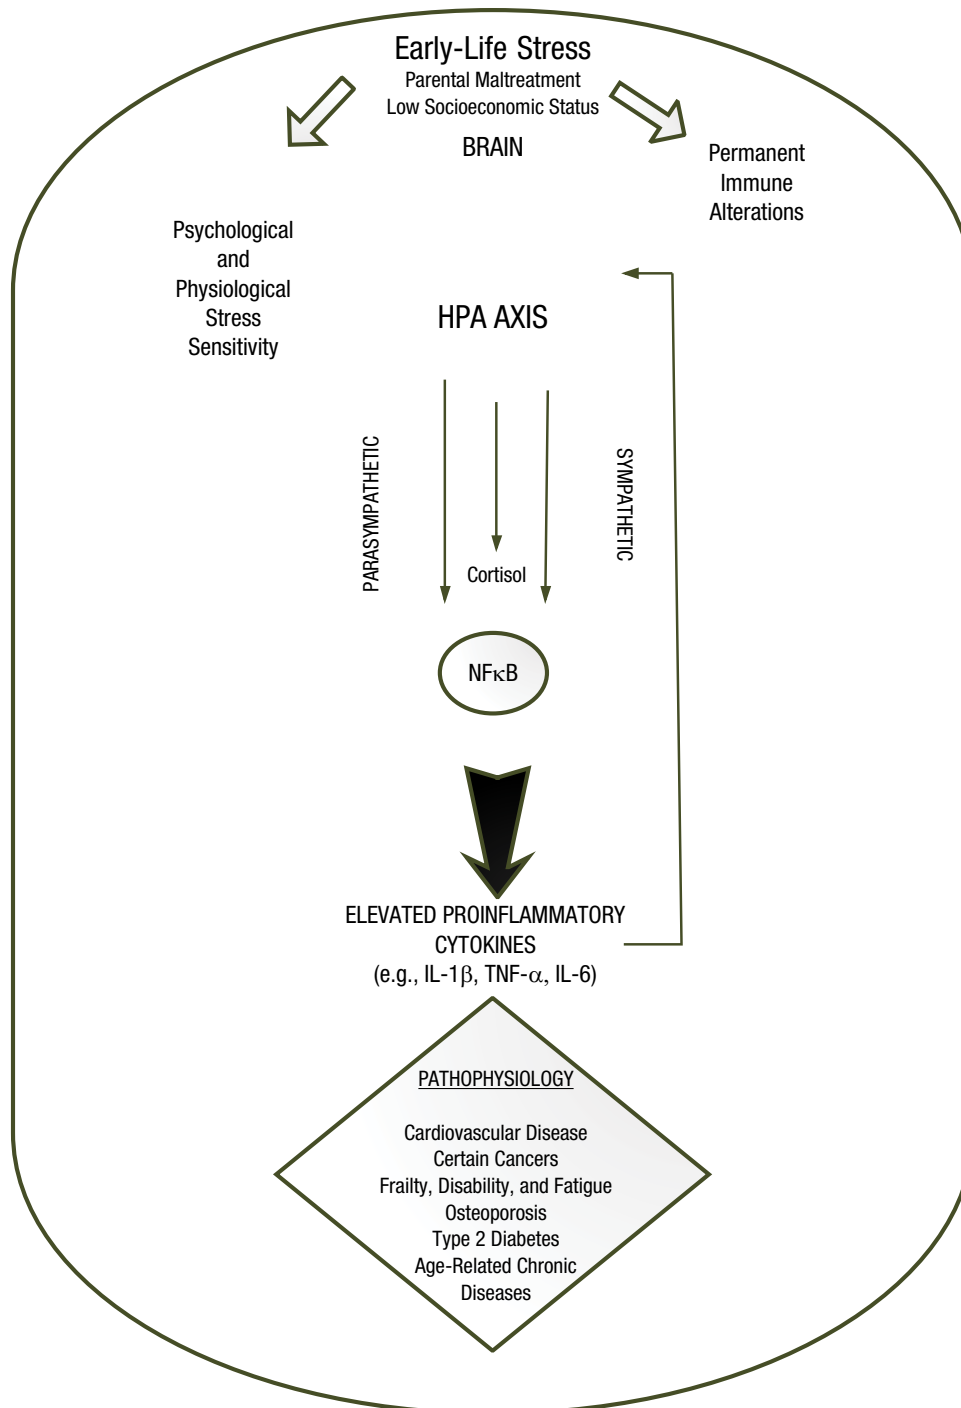 Early-Life Stress
Parental Maltreatment
Low Socioeconomic Status
BRAIN
Permanent
Immune
Alterations
Psychological
and
Physiological
Stress
Sensitivity
HPA AXIS
PARASYMPATHETIC
SYMPATHETIC
Cortisol
NFκB
ELEVATED PROINFLAMMATORY
CYTOKINES
(e.g., IL-1β, TNF-α, IL-6)
PATHOPHYSIOLOGY
Cardiovascular Disease
Certain Cancers
Frailty, Disability, and Fatigue
Osteoporosis
Type 2 Diabetes
Age-Related Chronic
Diseases